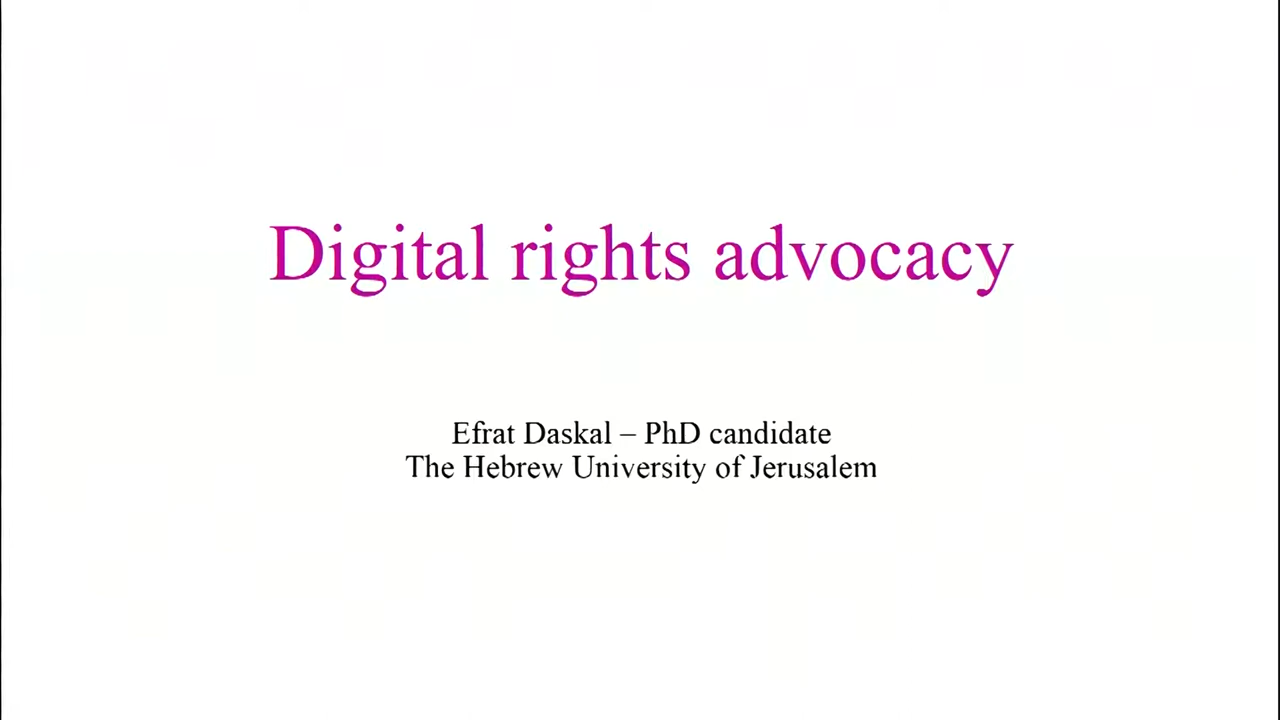 Digital rights advocacy
Efrat Daskal – PhD candidate
The Hebrew University of Jerusalem